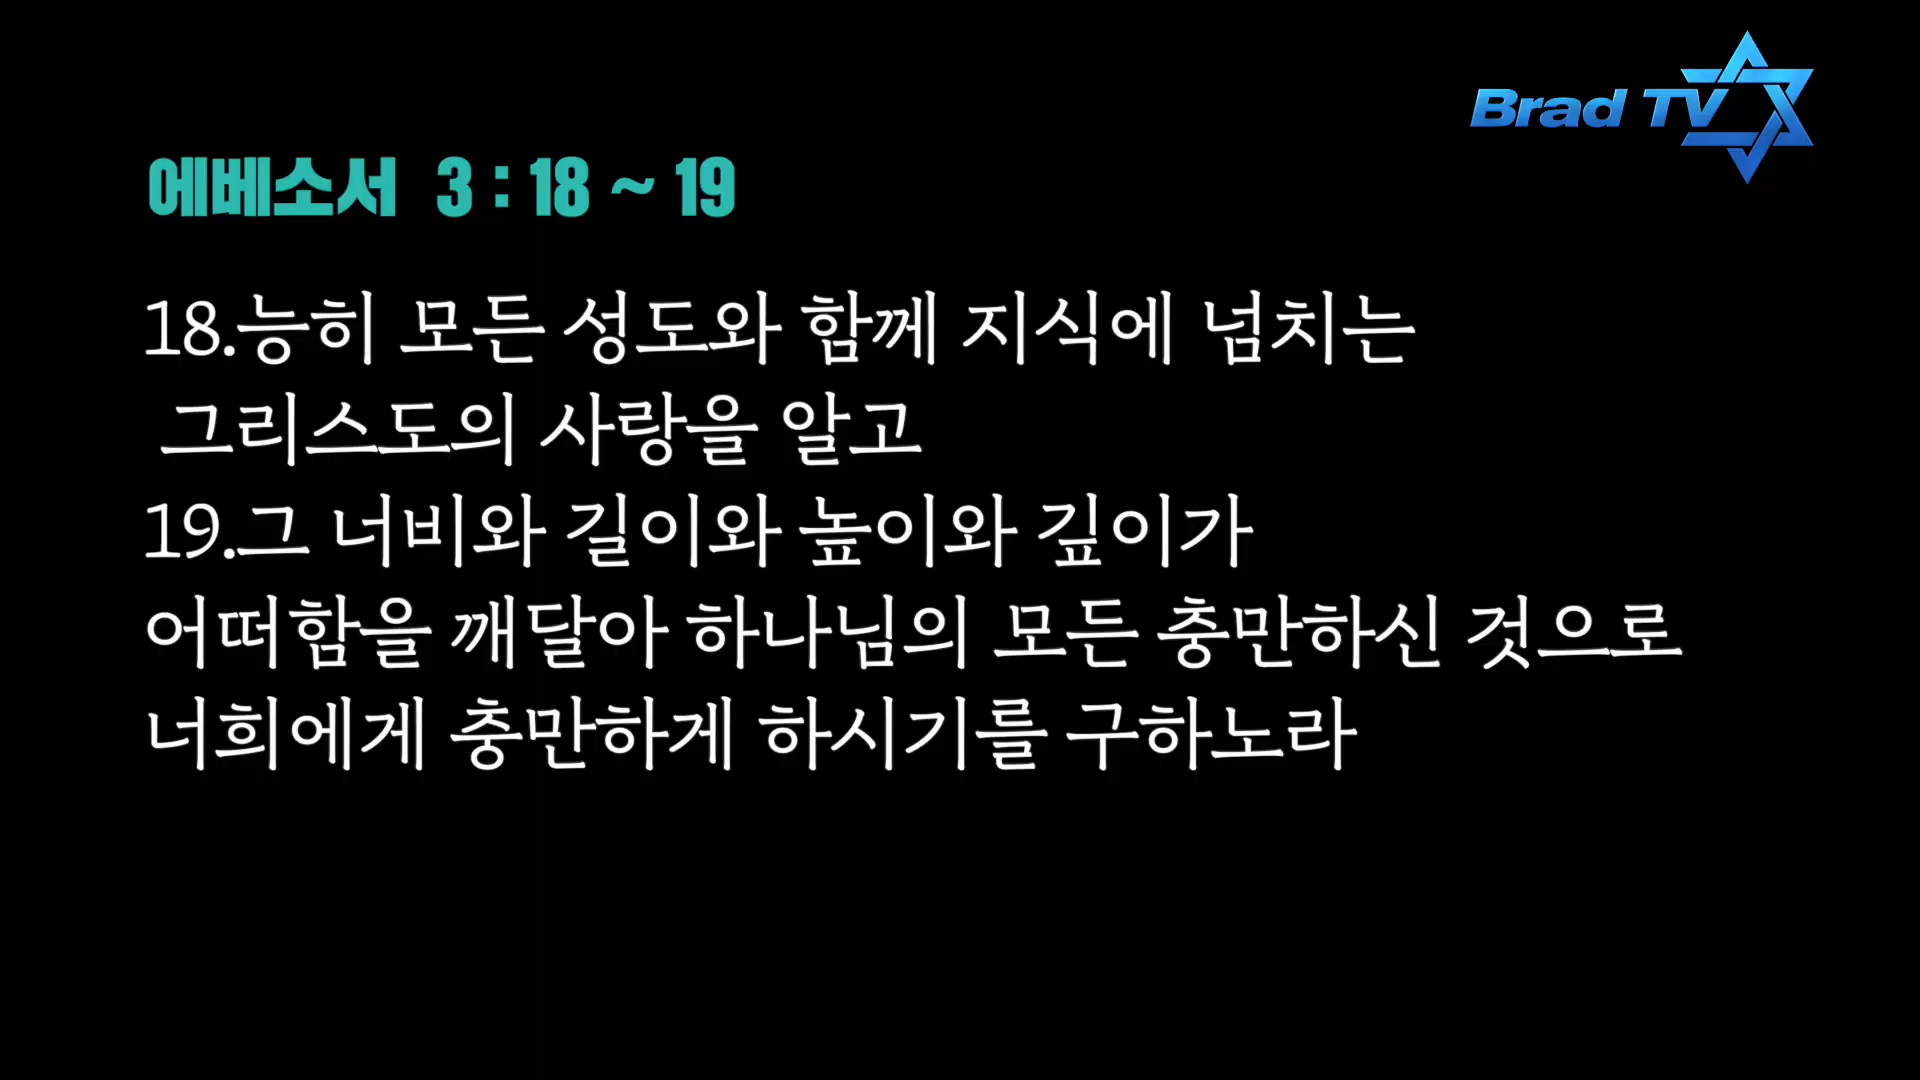 Brad TV
에베소서 3 : 18 ~ 19
18.능히 모든 성도와 함께 지식에 넘치는
그리스도의 사랑을 알고
19.그 너비와 길이와 높이와 깊이가
어떠함을 깨달아 하나님의 모든 충만하신 것으로
너희에게 충만하게 하시기를 구하노라